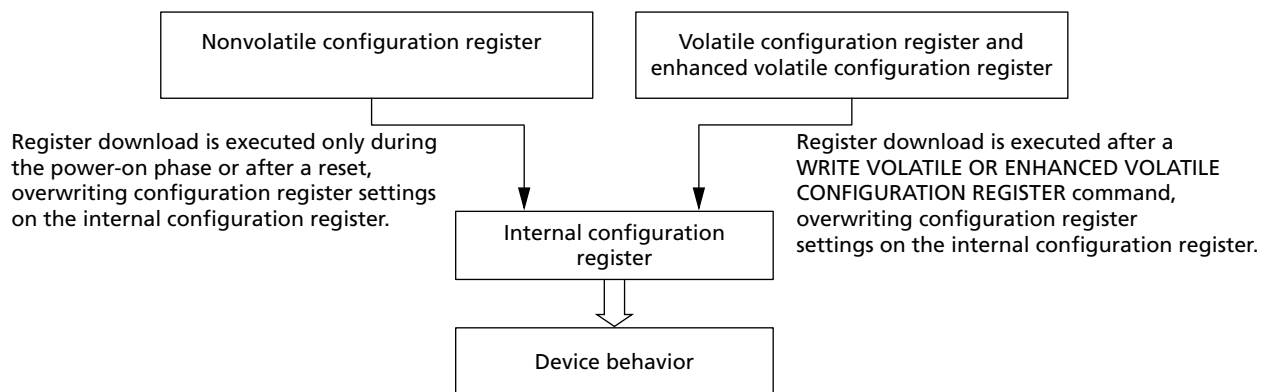 Nonvolatile configuration register
Volatile configuration register and
enhanced volatile configuration register
Register download is executed only during
the power-on phase or after a reset,
overwriting configuration register settings
on the internal configuration register.
Register download is executed after a
WRITE VOLATILE OR ENHANCED VOLATILE
CONFIGURATION REGISTER command,
overwriting configuration register
settings on the internal configuration register.
Internal configuration
register
Device behavior